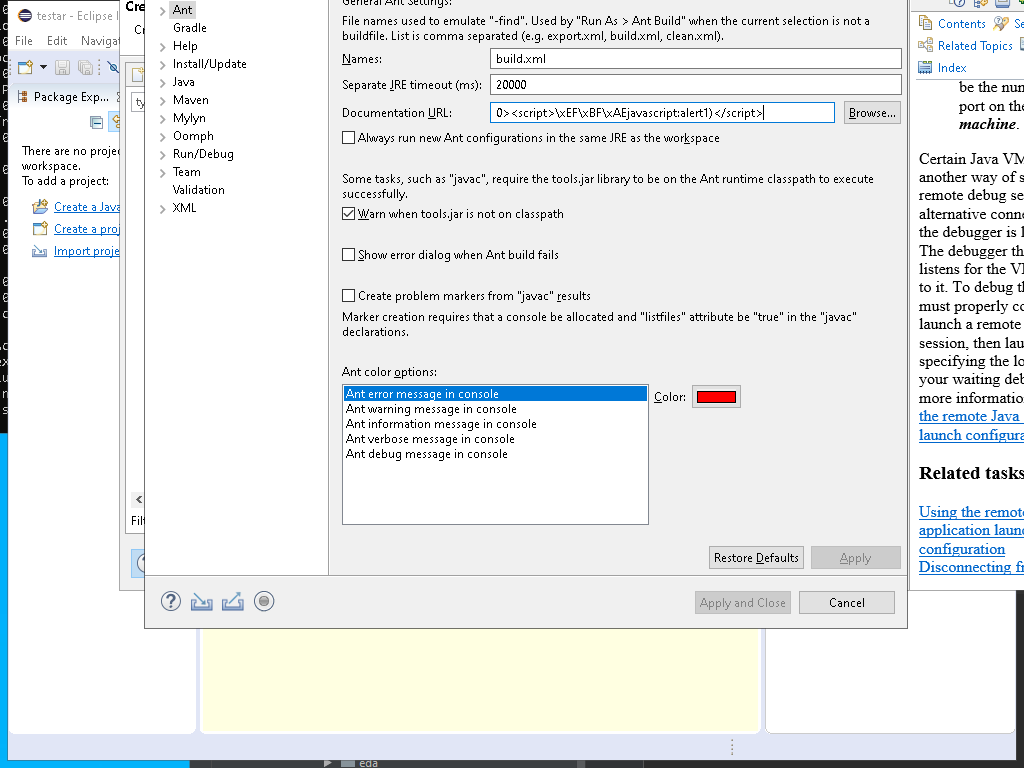 testar - Eclipse I
File Edit Navigat
Package Exp...
There are no projec
workspace.
To add a project:
Create a Java
Create a proj
Import proje
Cre
Filt
Ant
Gradle
Help
Install/Update
Java
Maven
Mylyn
Oomph
Run/Debug
Team
Validation
XML
General Ant Settings:
File names used to emulate "-find". Used by "Run As > Ant Build" when the current selection is not a
buildfile. List is comma separated (e.g. export.xml, build.xml, clean.xml).
Names: build.xml
Separate JRE timeout (ms): 20000
Documentation URL: 0><script>\xEF\xBF\xAEjavascript:alert1)</script> Browse...
Always run new Ant configurations in the same JRE as the workspace
Some tasks, such as "javac", require the tools.jar library to be on the Ant runtime classpath to execute
successfully.
Warn when tools.jar is not on classpath
Show error dialog when Ant build fails
Create problem markers from "javac" results
Marker creation requires that a console be allocated and "listfiles" attribute be "true" in the "javac"
declarations.
Ant color options:
Ant error message in console
Ant warning message in console
Ant information message in console
Ant verbose message in console
Ant debug message in console
Color:
Restore Defaults Apply
Apply and Close Cancel
Contents Se
Related Topics
Index
be the num
port on the
machine.
Certain Java VM
another way of s
remote debug se
alternative conne
the debugger is l
The debugger th
listens for the VM
to it. To debug th
must properly co
launch a remote
session, then lau
specifying the lo
your waiting deb
more information
the remote Java
launch configura
Related tasks
Using the remote
application launc
configuration
Disconnecting fr
eda